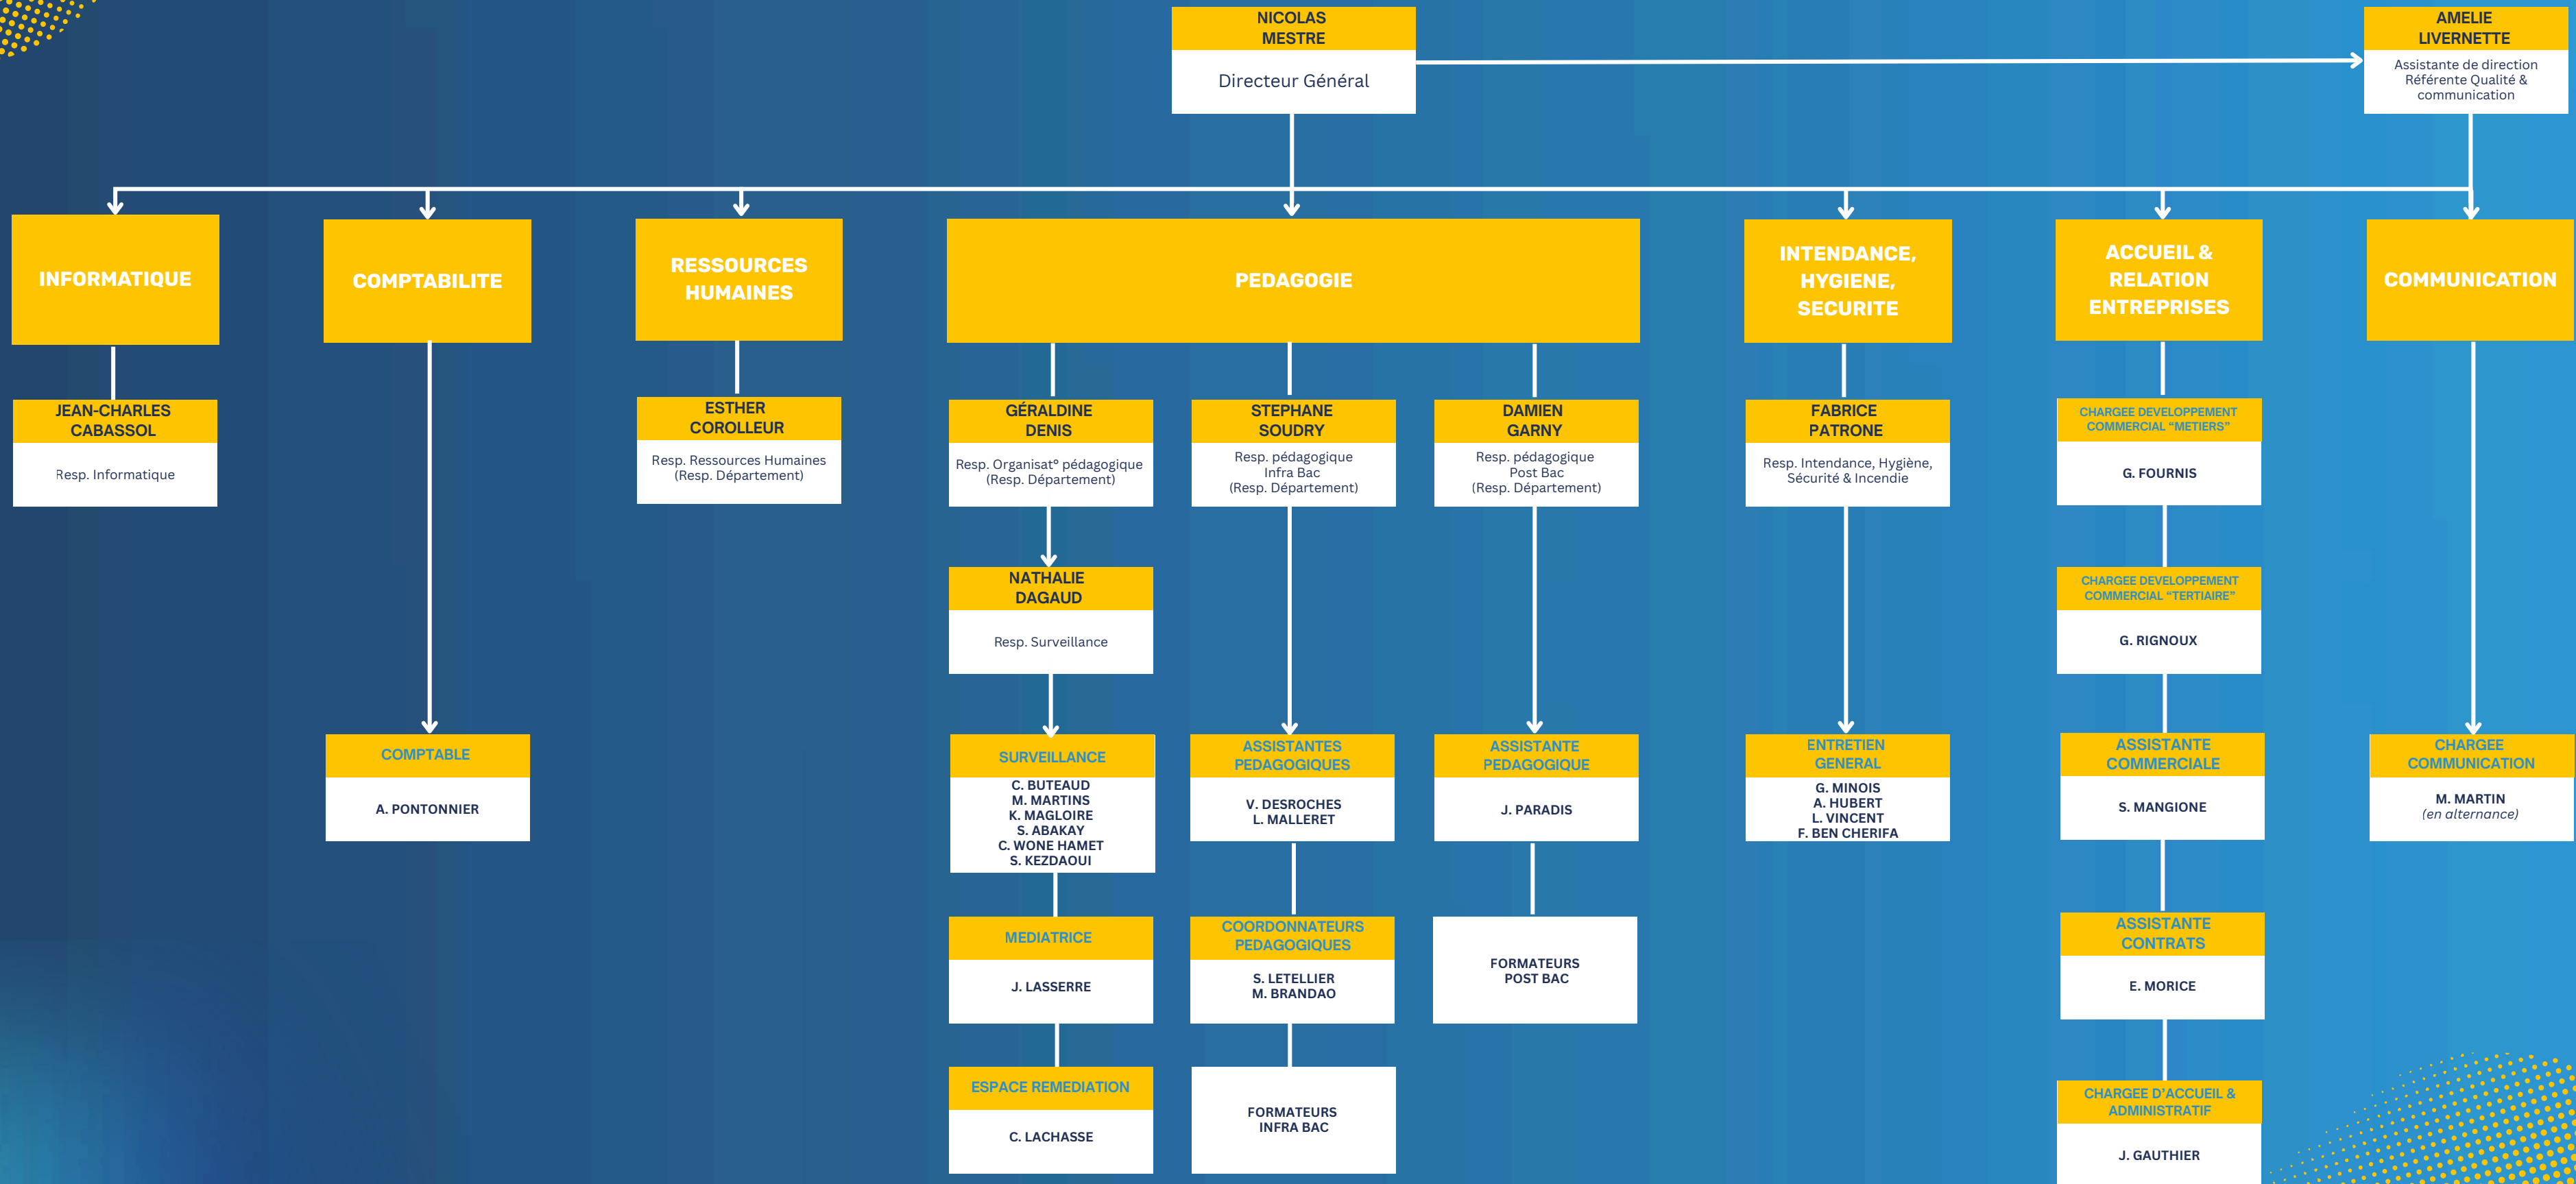 NICOLAS
MESTRE
Directeur Général
AMELIE
LIVERNETTE
Assistante de direction
Référente Qualité &
communication
INFORMATIQUE
COMPTABILITE
RESSOURCES
HUMAINES
PEDAGOGIE
INTENDANCE,
HYGIENE,
SECURITE
ACCUEIL &
RELATION
ENTREPRISES
COMMUNICATION
JEAN-CHARLES
CABASSOL
Resp. Informatique
ESTHER
COROLLEUR
Resp. Ressources Humaines
(Resp. Département)
GÉRALDINE
DENIS
Resp. Organisat° pédagogique
(Resp. Département)
STEPHANE
SOUDRY
Resp. pédagogique
Infra Bac
(Resp. Département)
DAMIEN
GARNY
Resp. pédagogique
Post Bac
(Resp. Département)
FABRICE
PATRONE
Resp. Intendance, Hygiène,
Sécurité & Incendie
CHARGEE DEVELOPPEMENT
COMMERCIAL “METIERS”
G. FOURNIS
NATHALIE
DAGAUD
Resp. Surveillance
CHARGEE DEVELOPPEMENT
COMMERCIAL “TERTIAIRE”
G. RIGNOUX
COMPTABLE
A. PONTONNIER
SURVEILLANCE
C. BUTEAUD
M. MARTINS
K. MAGLOIRE
S. ABAKAY
C. WONE HAMET
S. KEZDAOUI
ASSISTANTES
PEDAGOGIQUES
V. DESROCHES
L. MALLERET
ASSISTANTE
PEDAGOGIQUE
J. PARADIS
ENTRETIEN
GENERAL
G. MINOIS
A. HUBERT
L. VINCENT
F. BEN CHERIFA
ASSISTANTE
COMMERCIALE
S. MANGIONE
CHARGEE
COMMUNICATION
M. MARTIN
(en alternance)
MEDIATRICE
J. LASSERRE
COORDONNATEURS
PEDAGOGIQUES
S. LETELLIER
M. BRANDAO
FORMATEURS
POST BAC
ASSISTANTE
CONTRATS
E. MORICE
ESPACE REMEDIATION
C. LACHASSE
FORMATEURS
INFRA BAC
CHARGEE D’ACCUEIL &
ADMINISTRATIF
J. GAUTHIER